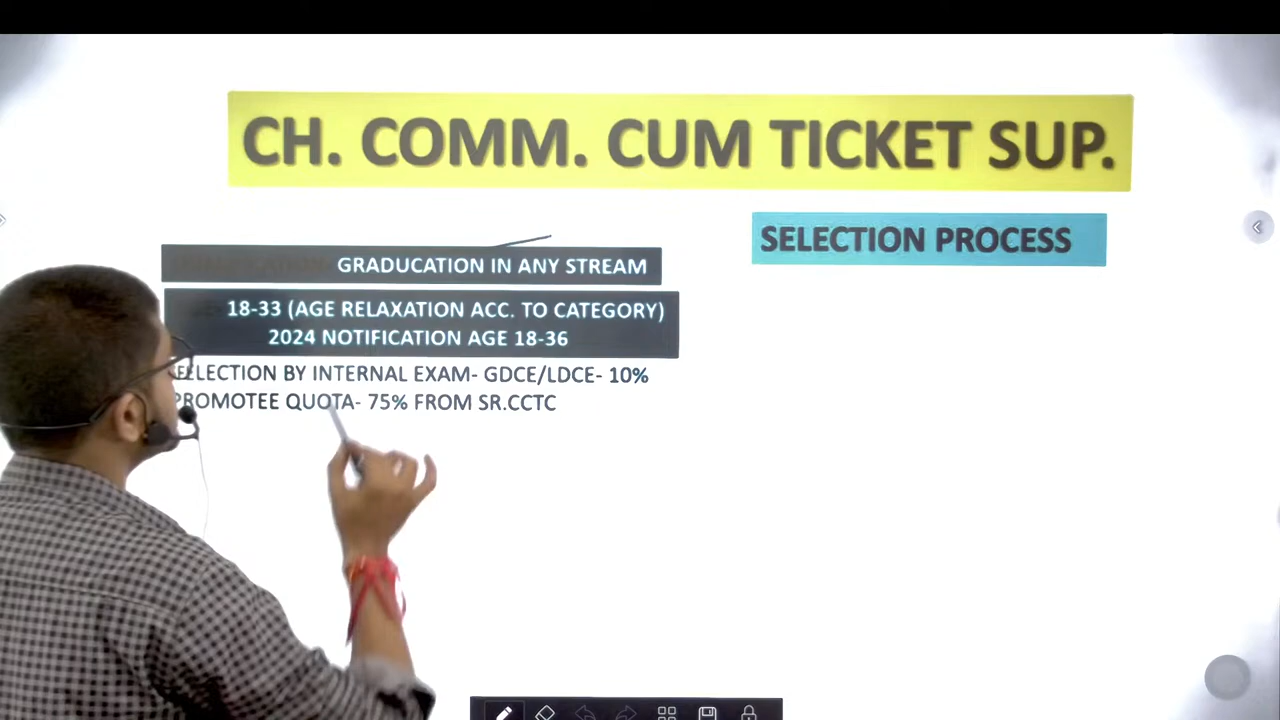 CH. COMM. CUM TICKET SUP.
SELECTION PROCESS
GRADUCATION IN ANY STREAM
18-33 (AGE RELAXATION ACC. TO CATEGORY)
2024 NOTIFICATION AGE 18-36
SELECTION BY INTERNAL EXAM- GDCE/LDCE- 10%
PROMOTEE QUOTA- 75% FROM SR.CCTC